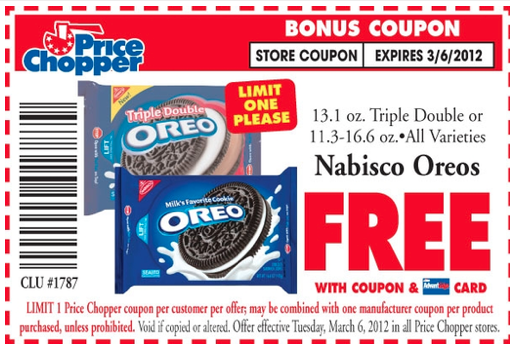 Price
Chopper
BONUS COUPON
STORE COUPON EXPIRES 3/6/2012
LIMIT
ONE
PLEASE
Triple Double
OREO
LIFT
13.1 oz. Triple Double or
11.3-16.6 oz.•All Varieties
Nabisco Oreos
FREE
WITH COUPON & AdvantEdge CARD
Milk's Favorite Cookie
OREO
LIFT
CLU #1787
LIMIT 1 Price Chopper coupon per customer per offer; may be combined with one manufacturer coupon per product
purchased, unless prohibited. Void if copied or altered. Offer effective Tuesday, March 6, 2012 in all Price Chopper stores.